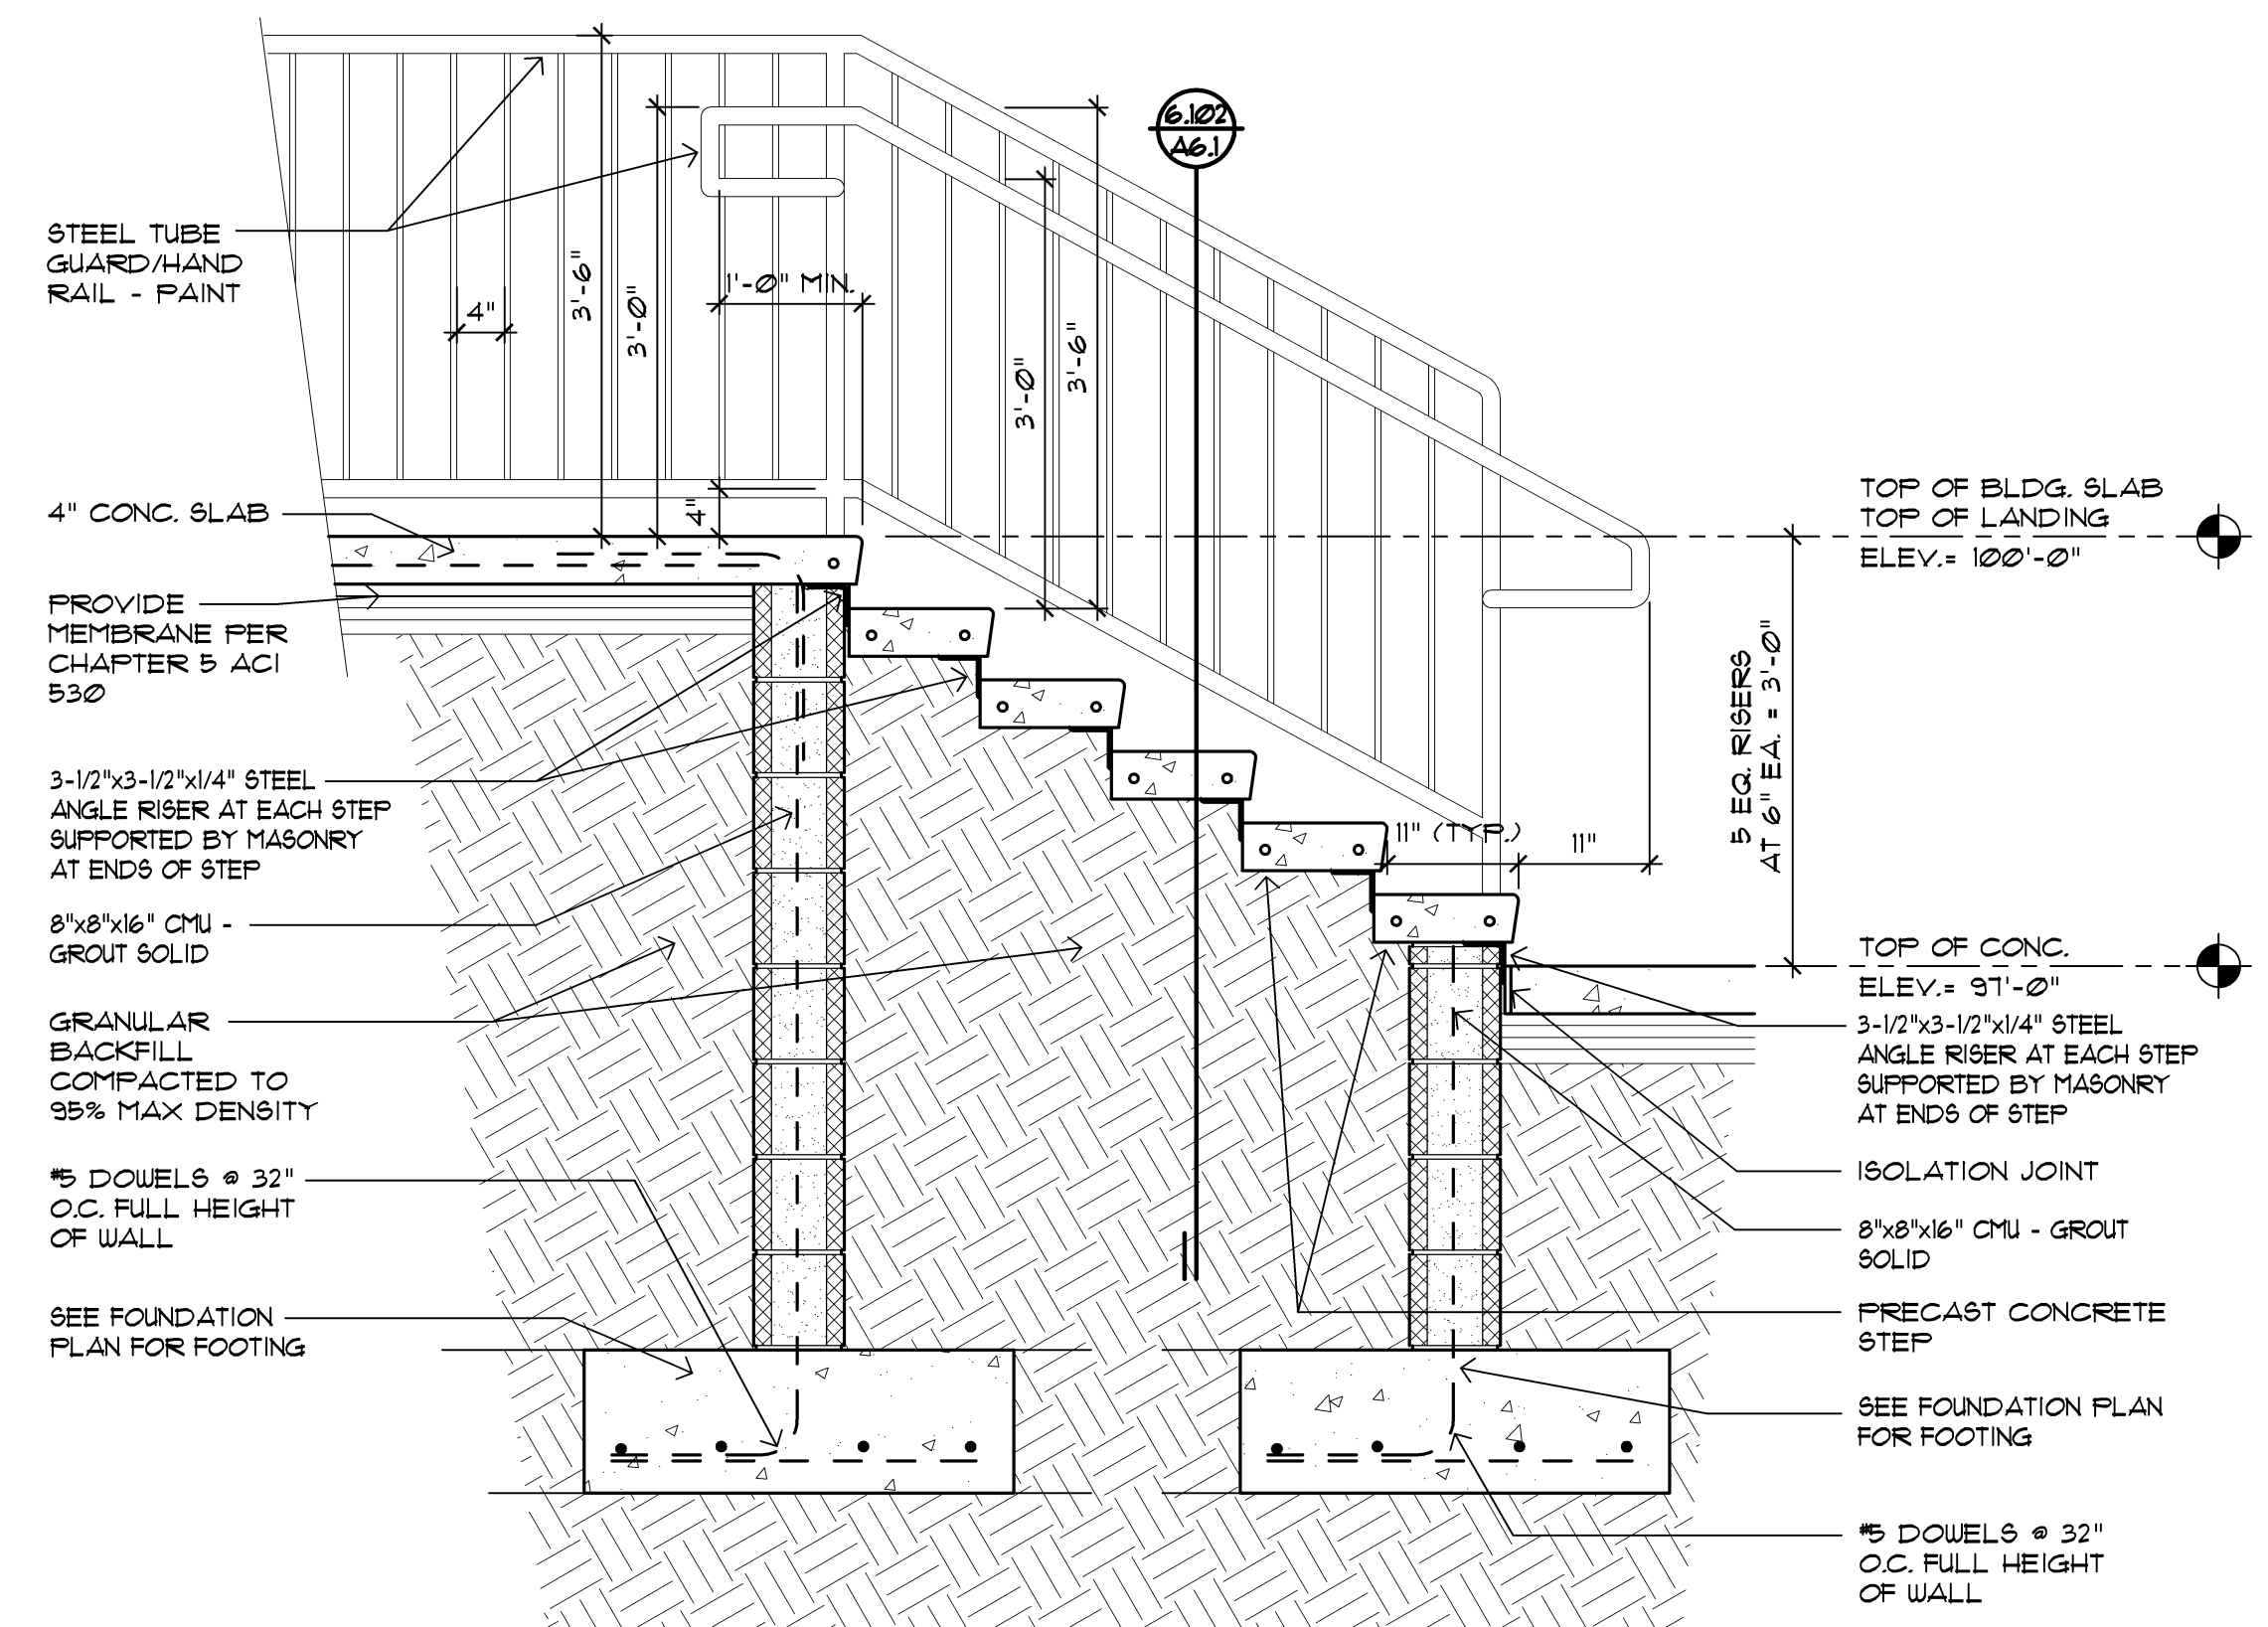 6.102
A6.1
STEEL TUBE
GUARD/HAND
RAIL - PAINT
3'-6"
3'-0"
1'-0" MIN.
4"
3'-0"
3'-6"
4"
4" CONC. SLAB
PROVIDE
MEMBRANE PER
CHAPTER 5 ACI
530
3-1/2"x3-1/2"x1/4" STEEL
ANGLE RISER AT EACH STEP
SUPPORTED BY MASONRY
AT ENDS OF STEP
8"x8"x16" CMU -
GROUT SOLID
GRANULAR
BACKFILL
COMPACTED TO
95% MAX DENSITY
#5 DOWELS @ 32"
O.C. FULL HEIGHT
OF WALL
SEE FOUNDATION
PLAN FOR FOOTING
11" (TYP.)
11"
5 EQ. RISERS
AT 6" EA. = 3'-0"
TOP OF BLDG. SLAB
TOP OF LANDING
ELEV.= 100'-0"
TOP OF CONC.
ELEV.= 97'-0"
3-1/2"x3-1/2"x1/4" STEEL
ANGLE RISER AT EACH STEP
SUPPORTED BY MASONRY
AT ENDS OF STEP
ISOLATION JOINT
8"x8"x16" CMU - GROUT
SOLID
PRECAST CONCRETE
STEP
SEE FOUNDATION PLAN
FOR FOOTING
#5 DOWELS @ 32"
O.C. FULL HEIGHT
OF WALL